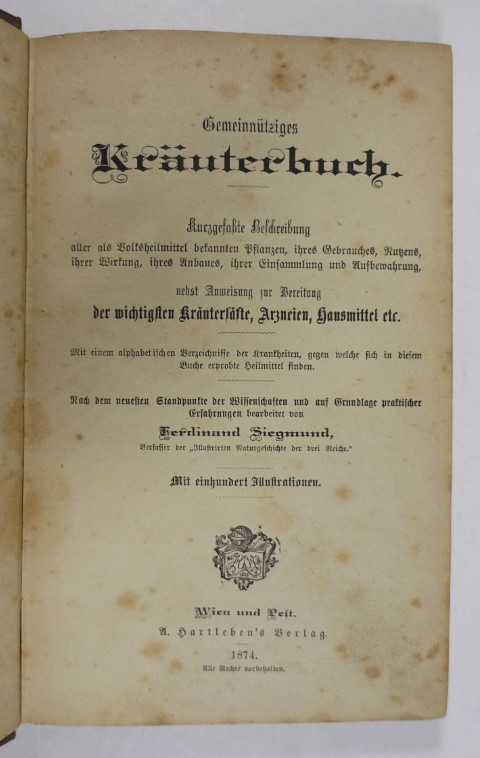 Gemeinnütziges
Kräuterbuch.
Kurzgefaßte Beschreibung
aller als Volksheilmittel bekannten Pflanzen, ihres Gebrauches, Nutzens,
ihrer Wirkung, ihres Anbaues, ihrer Einsammlung und Aufbewahrung,
nebst Anweisung zur Bereitung
der wichtigsten Kräutersäfte, Arzneien, Hausmittel etc.
Mit einem alphabetischen Verzeichnisse der Krankheiten, gegen welche sich in diesem
Buche erprobte Heilmittel finden.
Nach dem neuesten Standpunkte der Wissenschaften und auf Grundlage praktischer
Erfahrungen bearbeitet von
Ferdinand Siegmund,
Verfasser der „Illustrirten Naturgeschichte der drei Reiche."
Mit einhundert Illustrationen.
Wien und Pest.
A. Hartleben's Verlag.
1874.
Alle Rechte vorbehalten.